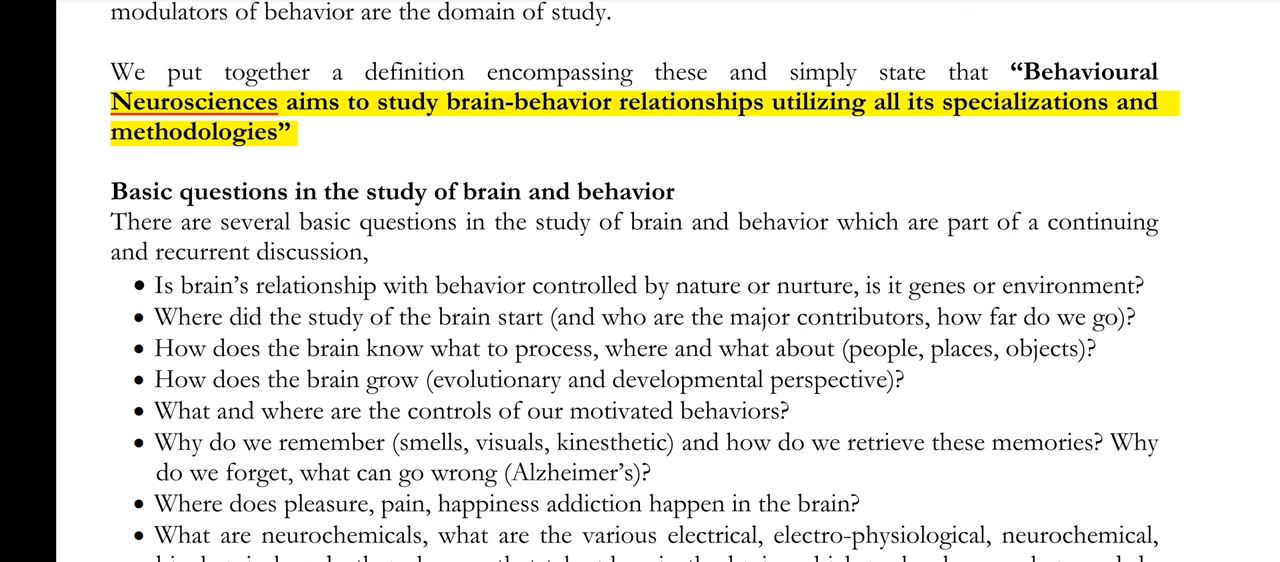 modulators of behavior are the domain of study.
We put together a definition encompassing these and simply state that “Behavioural
Neurosciences aims to study brain-behavior relationships utilizing all its specializations and
methodologies”
Basic questions in the study of brain and behavior
There are several basic questions in the study of brain and behavior which are part of a continuing
and recurrent discussion,
• Is brain’s relationship with behavior controlled by nature or nurture, is it genes or environment?
• Where did the study of the brain start (and who are the major contributors, how far do we go)?
• How does the brain know what to process, where and what about (people, places, objects)?
• How does the brain grow (evolutionary and developmental perspective)?
• What and where are the controls of our motivated behaviors?
• Why do we remember (smells, visuals, kinesthetic) and how do we retrieve these memories? Why
do we forget, what can go wrong (Alzheimer’s)?
• Where does pleasure, pain, happiness addiction happen in the brain?
• What are neurochemicals, what are the various electrical, electro-physiological, neurochemical,